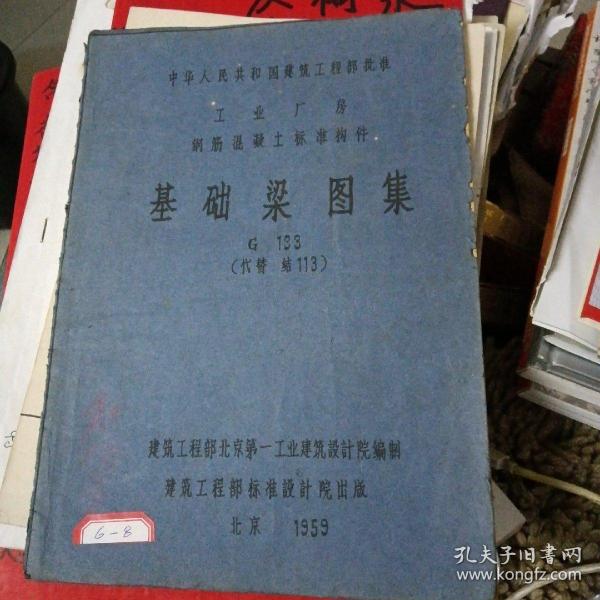 中华人民共和国建筑工程部批准
工业厂房
鋼筋混凝土标准构件
基础梁图集
G 133
(代替 结113)
建筑工程部北京第一工业建筑設計院編制
建筑工程部标准設計院出版
北京 1959
6-8
孔夫子旧书网
www.kongfz.com